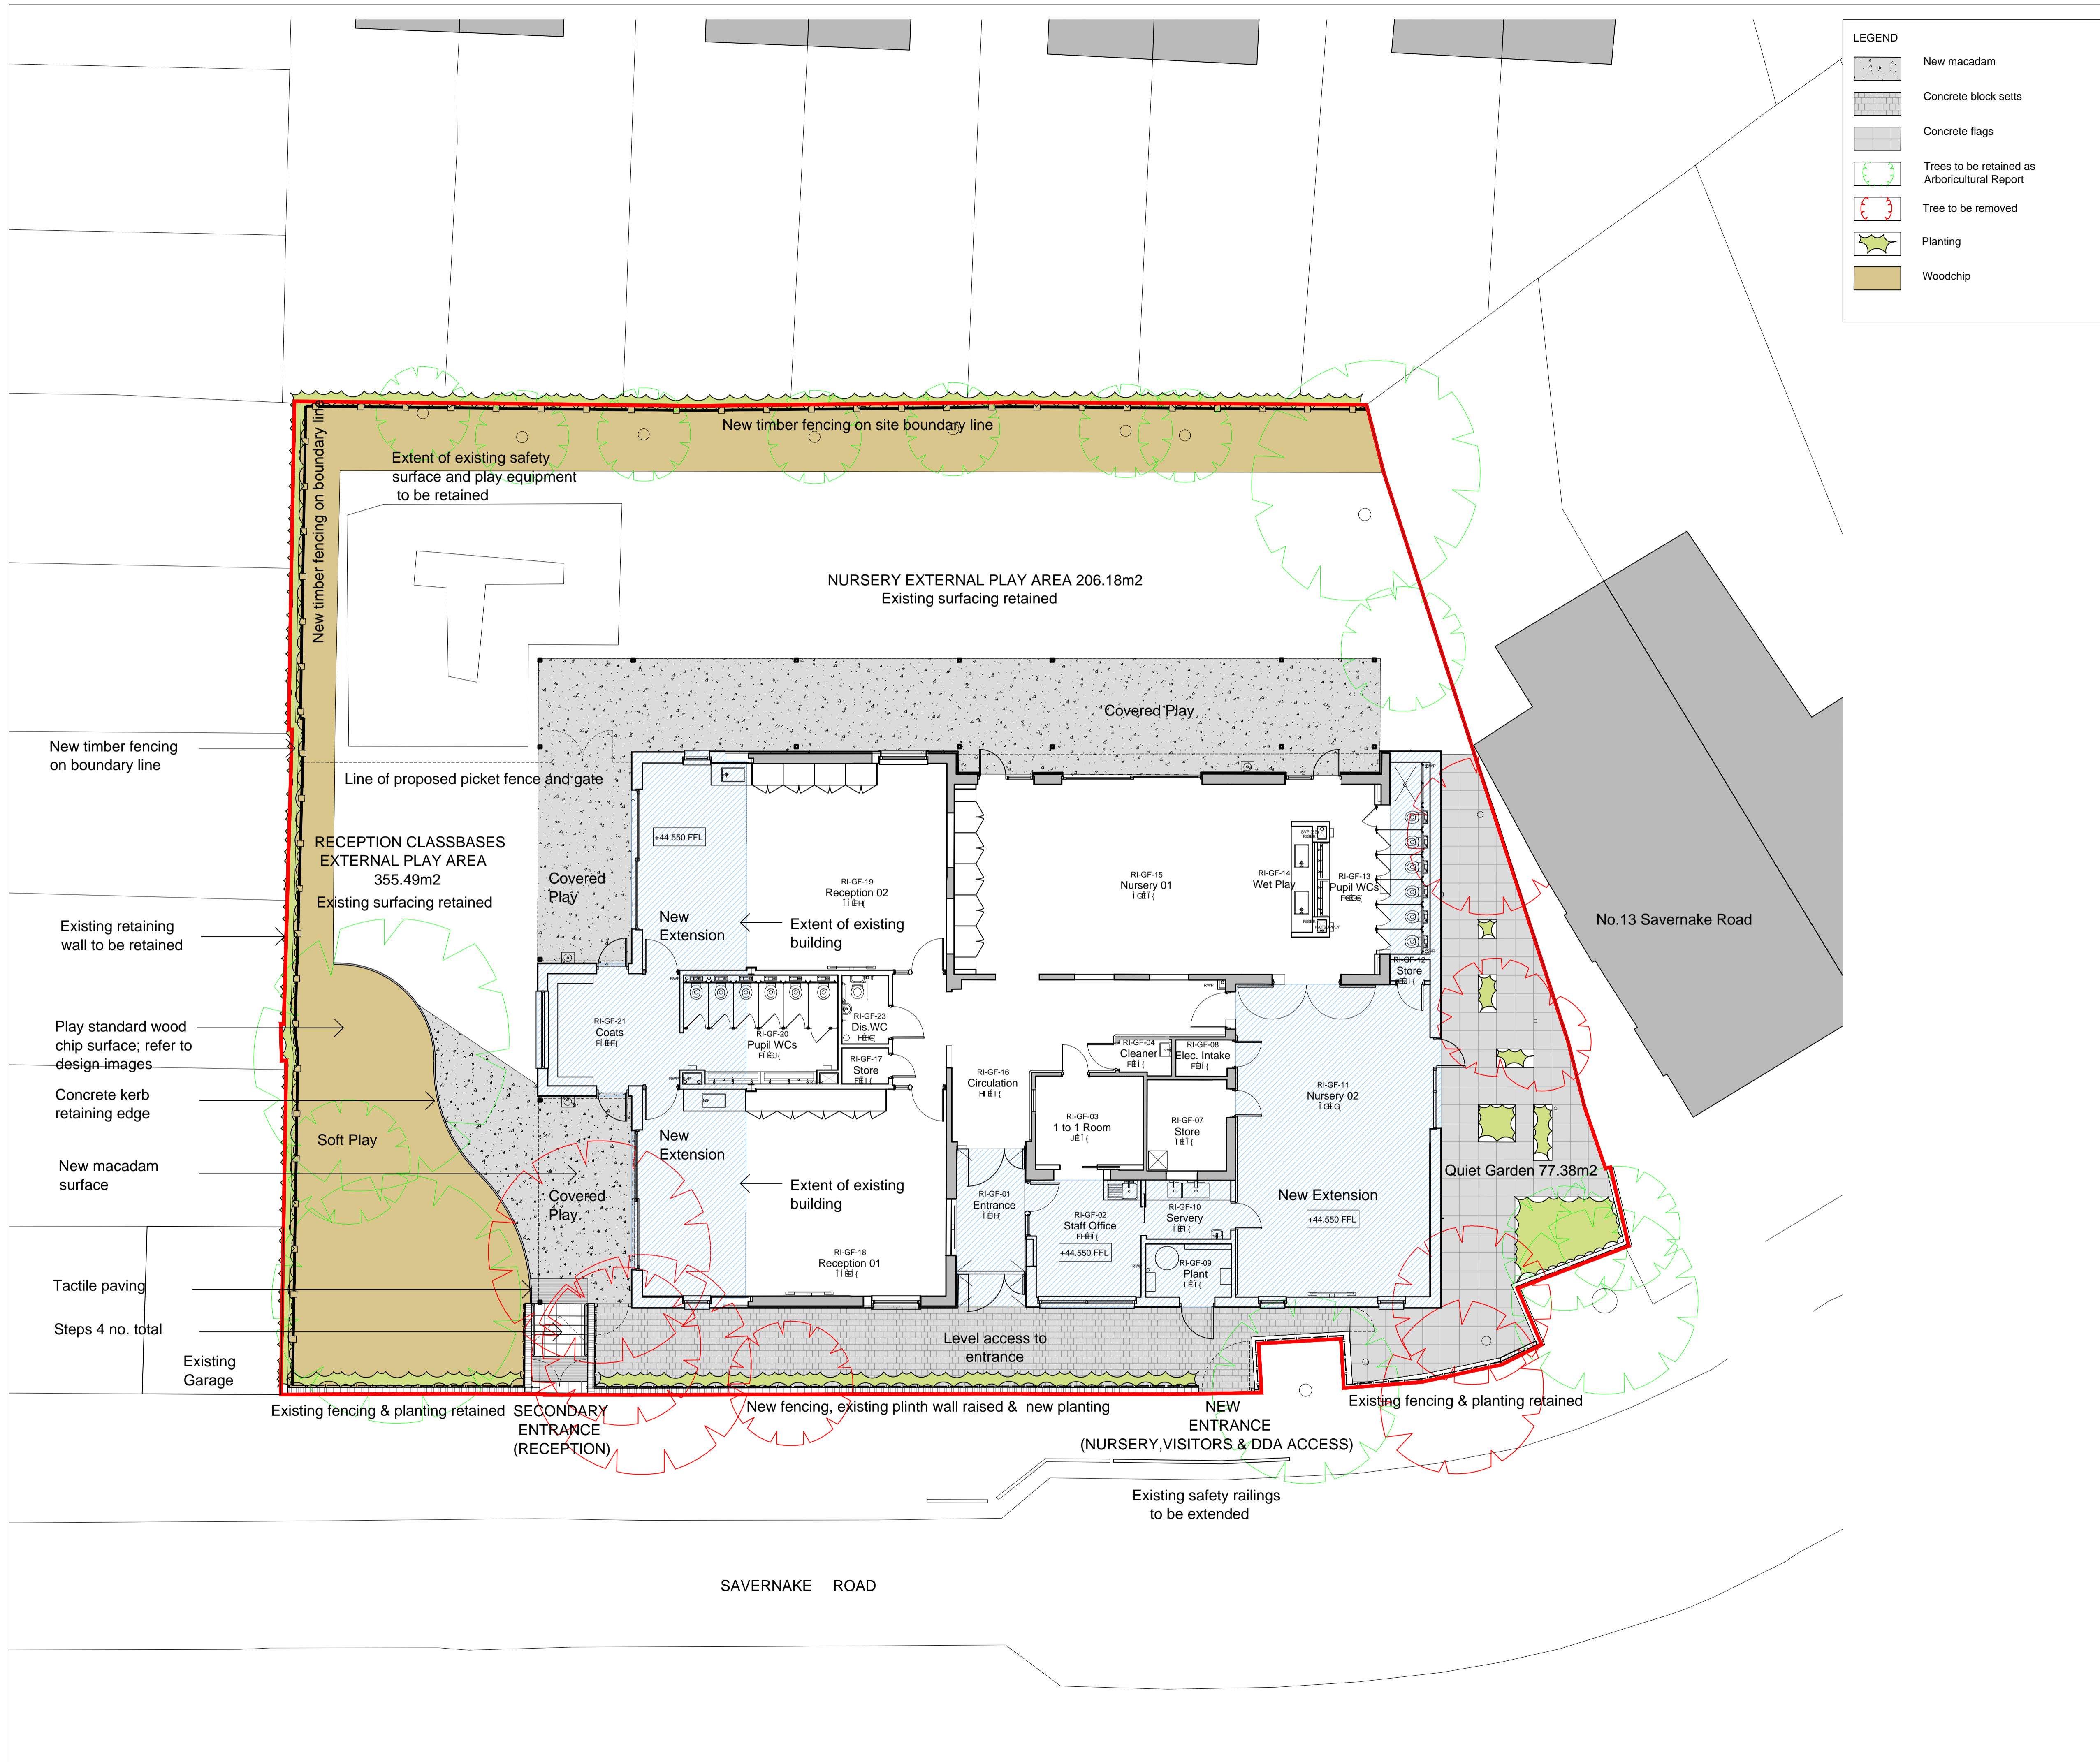 LEGEND
New macadam
Concrete block setts
Concrete flags
Trees to be retained as
Arboricultural Report
Tree to be removed
Planting
Woodchip
New timber fencing on site boundary line
New timber fencing on boundary line
Extent of existing safety
surface and play equipment
to be retained
NURSERY EXTERNAL PLAY AREA 206.18m2
Existing surfacing retained
Covered Play
New timber fencing
on boundary line
Line of proposed picket fence and gate
+44.550 FFL
RECEPTION CLASSBASES
EXTERNAL PLAY AREA
355.49m2
Existing surfacing retained
Covered
Play
RI-GF-19
Reception 02
RI-GF-15
Nursery 01
RI-GF-14
Wet Play
RI-GF-13
Pupil WCs
New
Extension
Extent of existing
building
No.13 Savernake Road
Existing retaining
wall to be retained
RI-GF-12
Store
RWP
RI-GF-21
Coats
RI-GF-20
Pupil WCs
RI-GF-23
Dis.WC
RI-GF-17
Store
RI-GF-04
Cleaner
RI-GF-08
Elec. Intake
Play standard wood
chip surface; refer to
design images
RI-GF-16
Circulation
RI-GF-11
Nursery 02
Concrete kerb
retaining edge
RI-GF-03
1 to 1 Room
RI-GF-07
Store
Soft Play
New
Extension
New macadam
surface
Quiet Garden 77.38m2
Covered
Play
Extent of existing
building
RI-GF-01
Entrance
RI-GF-02
Staff Office
+44.550 FFL
RI-GF-10
Servery
New Extension
+44.550 FFL
RI-GF-18
Reception 01
RI-GF-09
Plant
Tactile paving
Steps 4 no. total
Level access to
entrance
Existing
Garage
Existing fencing & planting retained
SECONDARY
ENTRANCE
(RECEPTION)
New fencing, existing plinth wall raised & new planting
NEW
ENTRANCE
(NURSERY,VISITORS & DDA ACCESS)
Existing fencing & planting retained
Existing safety railings
to be extended
SAVERNAKE ROAD